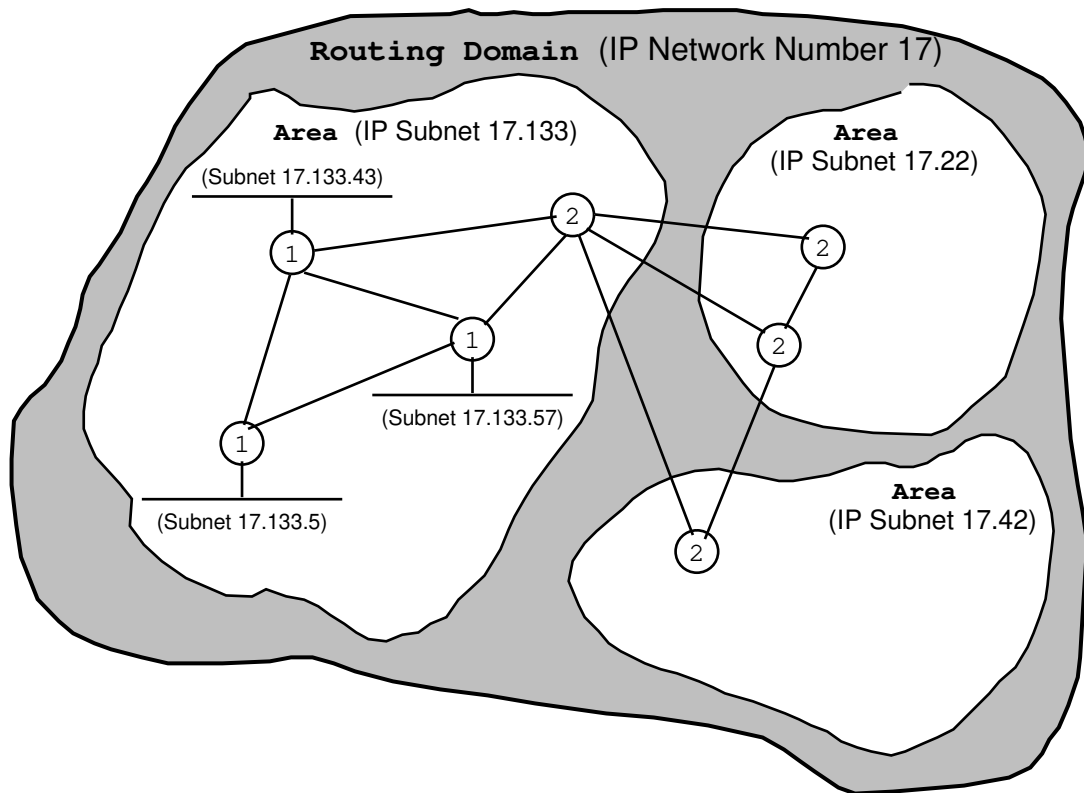 Routing Domain (IP Network Number 17)
Area (IP Subnet 17.133)
Area
(IP Subnet 17.22)
(Subnet 17.133.43)
2
1
2
1
2
(Subnet 17.133.57)
1
(Subnet 17.133.5)
Area
(IP Subnet 17.42)
2